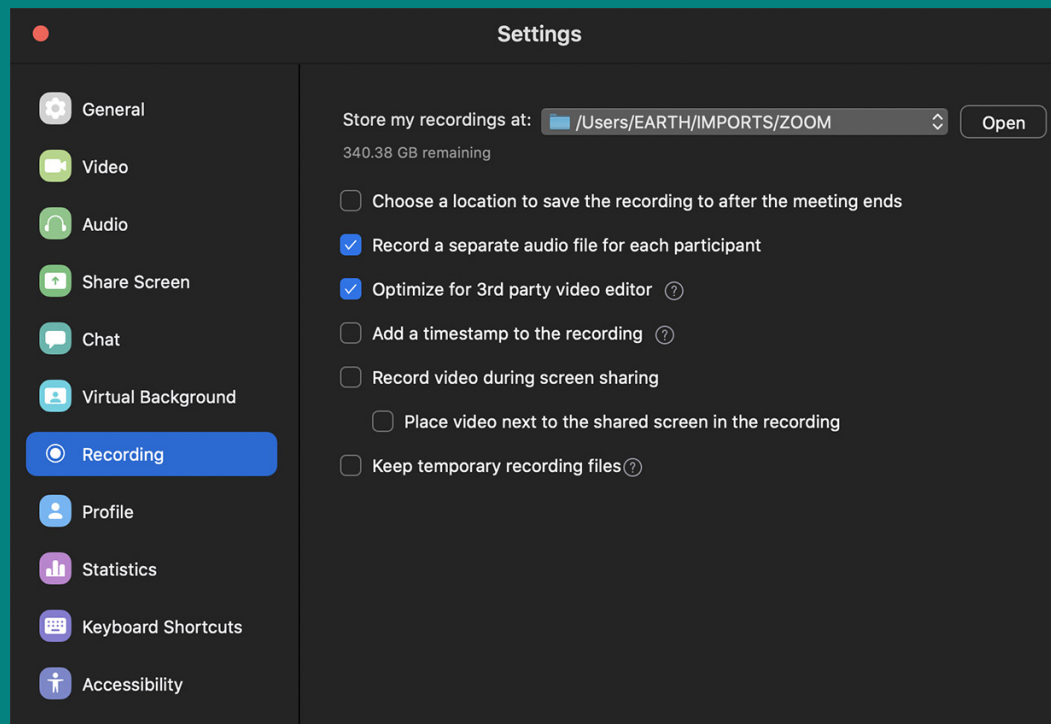 Settings
General
Video
Audio
Share Screen
Chat
Virtual Background
Recording
Profile
Statistics
Keyboard Shortcuts
Accessibility
Store my recordings at: /Users/EARTH/IMPORTS/ZOOM Open
340.38 GB remaining
Choose a location to save the recording to after the meeting ends
Record a separate audio file for each participant
Optimize for 3rd party video editor ?
Add a timestamp to the recording ?
Record video during screen sharing
Place video next to the shared screen in the recording
Keep temporary recording files ?